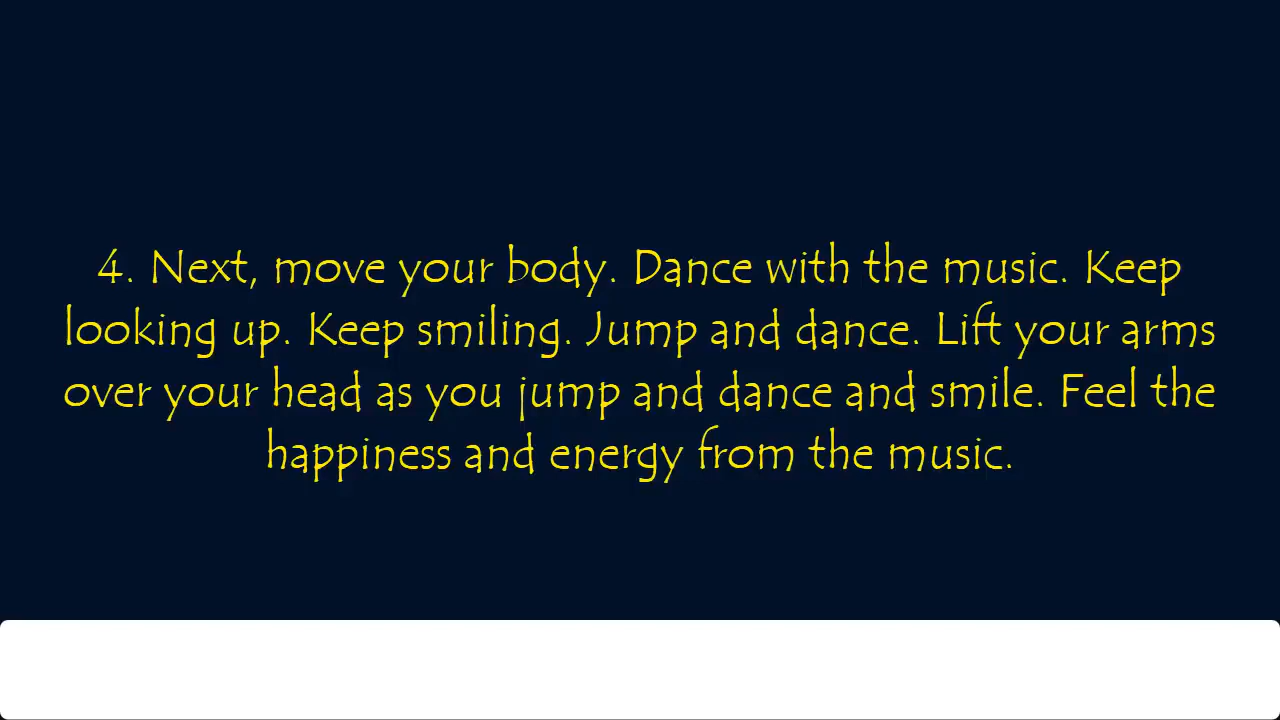 4. Next, move your body. Dance with the music. Keep
looking up. Keep smiling. Jump and dance. Lift your arms
over your head as you jump and dance and smile. Feel the
happiness and energy from the music.